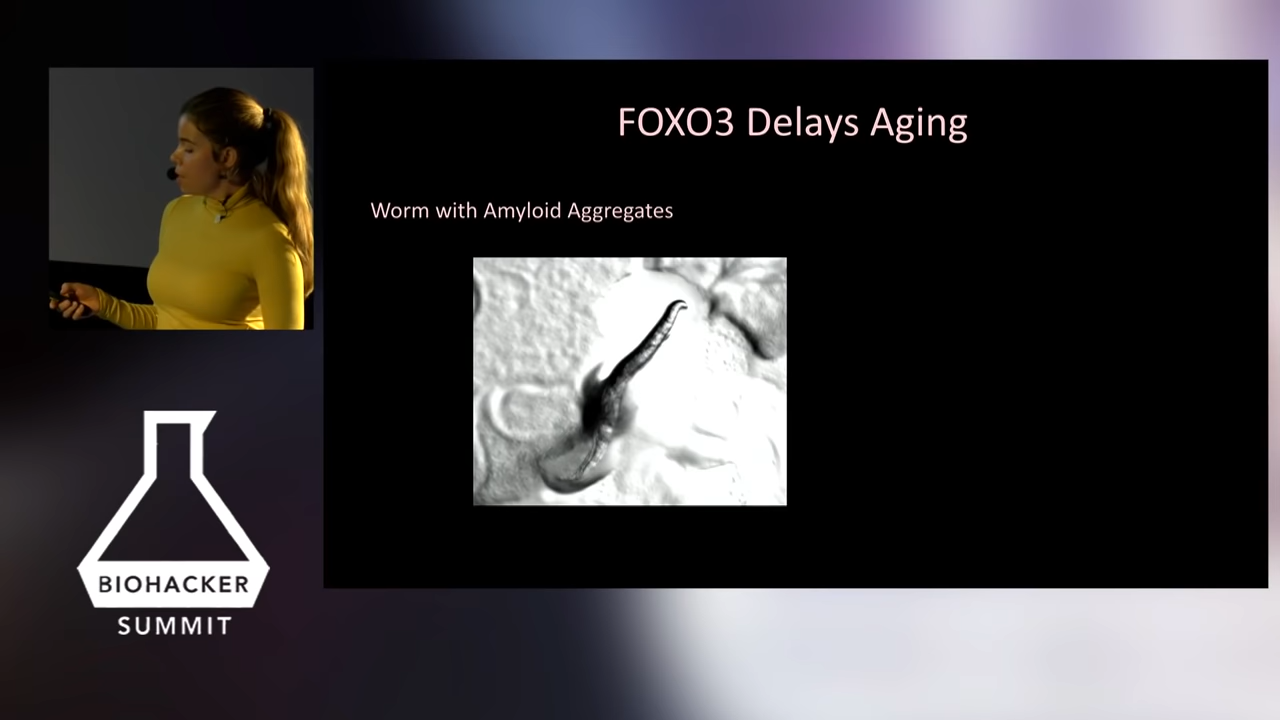 FOXO3 Delays Aging
Worm with Amyloid Aggregates
BIOHACKER
SUMMIT